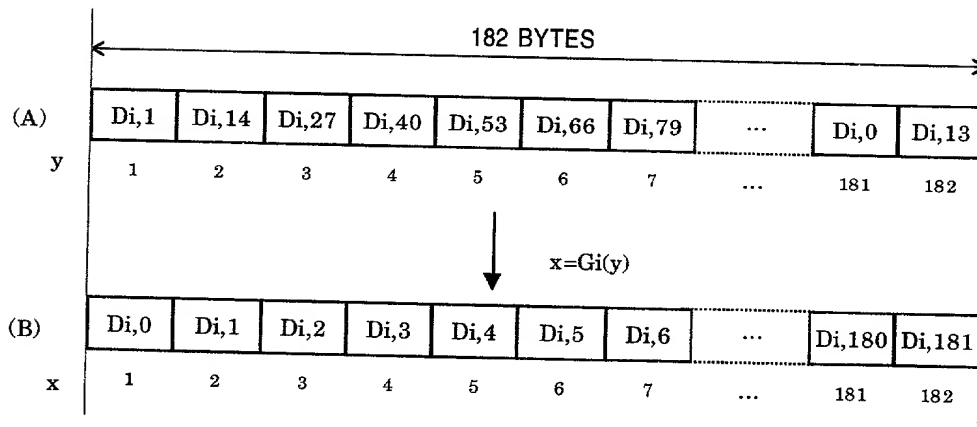 182 BYTES
(A) Di,1 Di,14 Di,27 Di,40 Di,53 Di,66 Di,79 ... Di,0 Di,13
y 1 2 3 4 5 6 7 ... 181 182
x=Gi(y)
(B) Di,0 Di,1 Di,2 Di,3 Di,4 Di,5 Di,6 ... Di,180 Di,181
x 1 2 3 4 5 6 7 ... 181 182